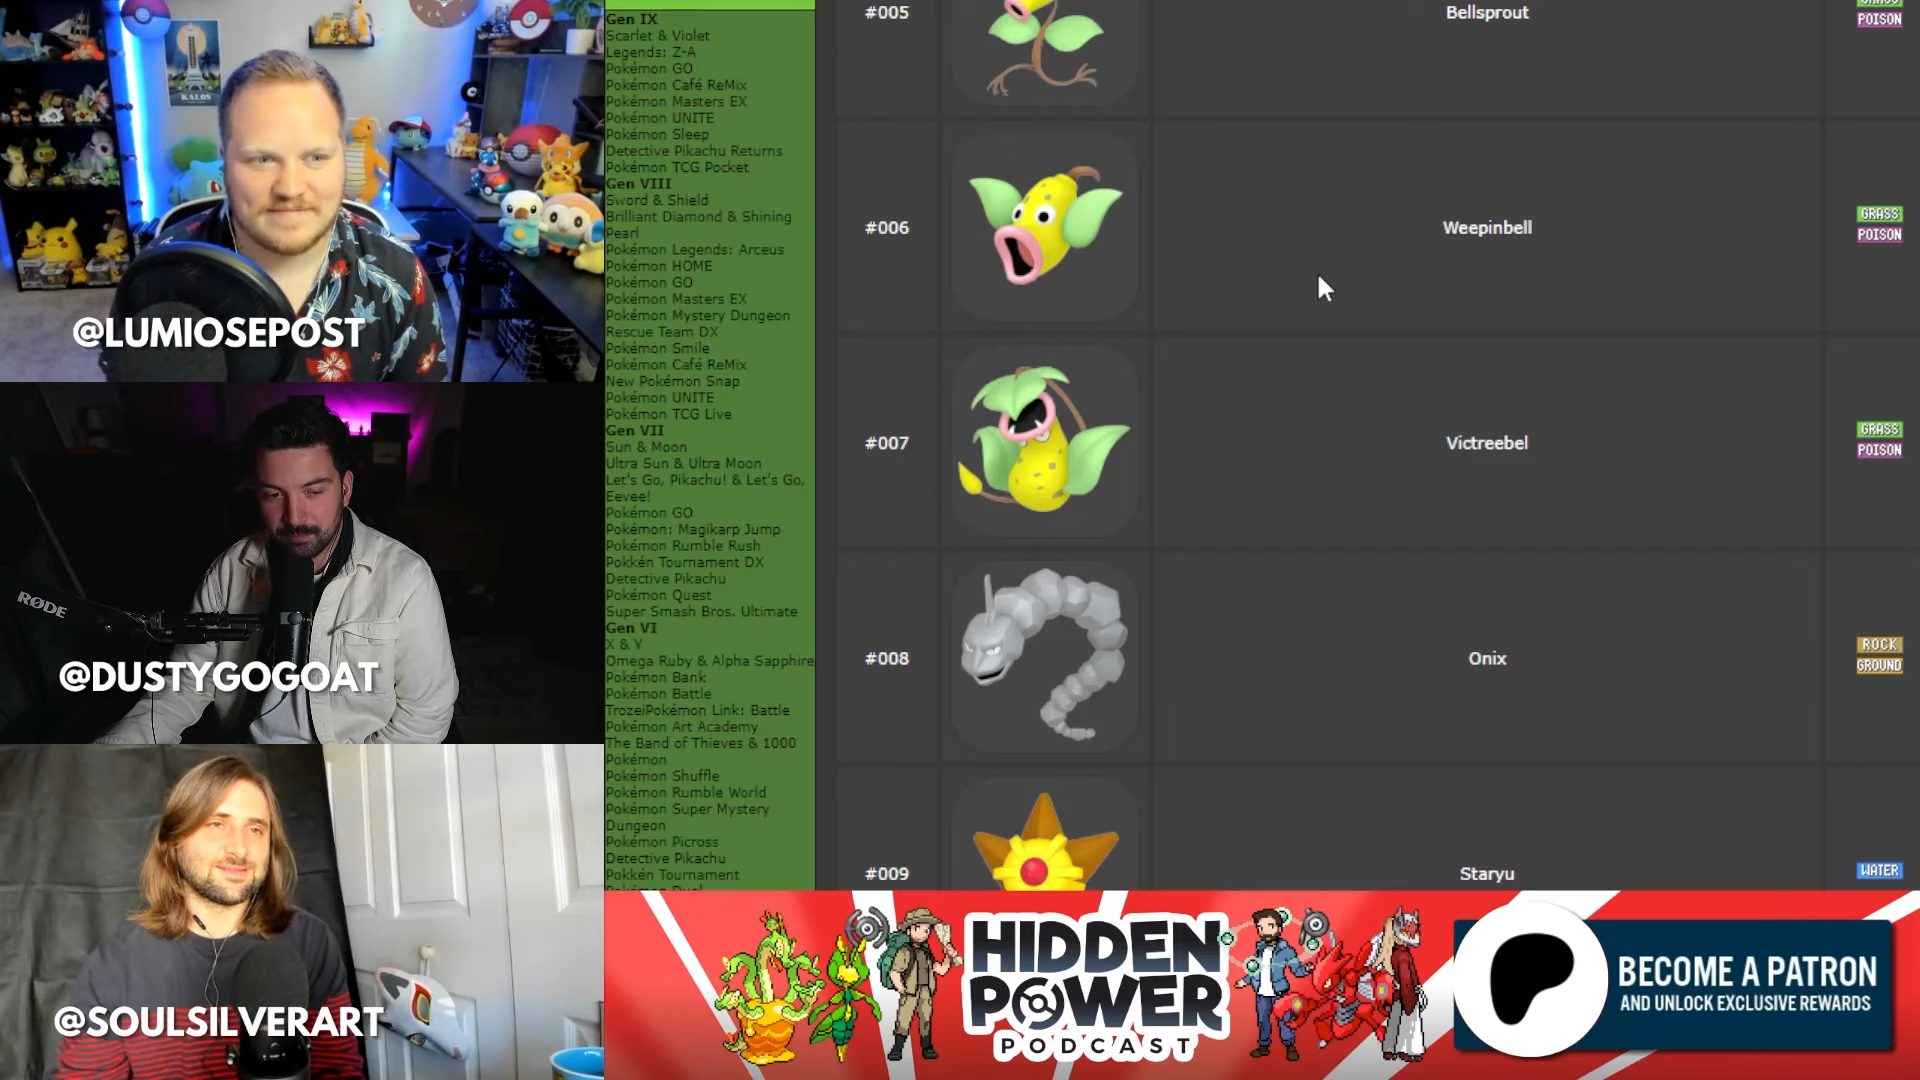 KALOS
@LUMIOSEPOST
RØDE
@DUSTYGOGOAT
@SOULSILVERART
Gen IX
Scarlet & Violet
Legends: Z-A
Pokémon GO
Pokémon Café ReMix
Pokémon Masters EX
Pokémon UNITE
Pokémon Sleep
Detective Pikachu Returns
Pokémon TCG Pocket
Gen VIII
Sword & Shield
Brilliant Diamond & Shining
Pearl
Pokémon Legends: Arceus
Pokémon HOME
Pokémon GO
Pokémon Masters EX
Pokémon Mystery Dungeon
Rescue Team DX
Pokémon Smile
Pokémon Café ReMix
New Pokémon Snap
Pokémon UNITE
Pokémon TCG Live
Gen VII
Sun & Moon
Ultra Sun & Ultra Moon
Let's Go, Pikachu! & Let's Go,
Eevee!
Pokémon GO
Pokémon: Magikarp Jump
Pokémon Rumble Rush
Pokkén Tournament DX
Detective Pikachu
Pokémon Quest
Super Smash Bros. Ultimate
Gen VI
X & Y
Omega Ruby & Alpha Sapphire
Pokémon Bank
Pokémon Battle
TrozeiPokémon Link: Battle
Pokémon Art Academy
The Band of Thieves & 1000
Pokémon
Pokémon Shuffle
Pokémon Rumble World
Pokémon Super Mystery
Dungeon
Pokémon Picross
Detective Pikachu
Pokkén Tournament
#005 Bellsprout
POISON
#006 Weepinbell GRASS
POISON
#007 Victreebel GRASS
POISON
#008 Onix ROCK
GROUND
#009 Staryu WATER
HIDDEN
POWER
PODCAST
BECOME A PATRON
AND UNLOCK EXCLUSIVE REWARDS